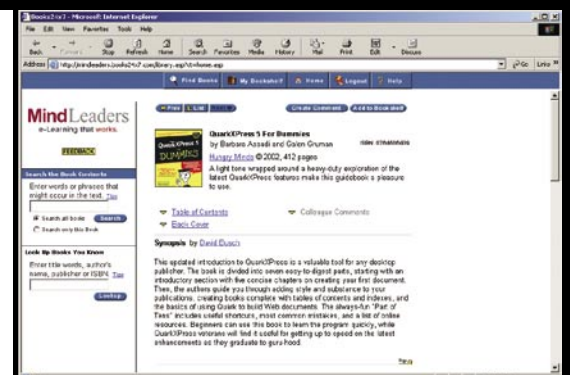 Books24x7 - Microsoft Internet Explorer
File Edit View Favorites Tools Help
Back Forward Stop Refresh Home Search Favorites Media History Mail Print Edit Discuss
Address http://mindleaders.books24x7.com/library.asp?
Go Links »
Find Books My Bookshelf Home Logout Help
MindLeaders
e-Learning that works.
FEEDBACK
Search the Book Contents
Enter words or phrases that
might occur in the text. Tips
Search all books Search
Search only this Book
Look Up Books You Know
Enter title words, author's
name, publisher or ISBN. Tips
Lookup
Prev List Next
Create Comment Add to Bookshelf
QuarkXPress 5
DUMMIES
QuarkXPress 5 For Dummies
by Barbara Assadi and Galen Gruman
Hungry Minds © 2002, 412 pages
A light tone wrapped around a heavy-duty exploration of the
latest QuarkXPress features make this guidebook a pleasure
to use.
Table of Contents
Colleague Comments
Back Cover
Synopsis by David Dusch
This updated introduction to QuarkXPress is a valuable tool for any desktop
publisher. The book is divided into seven easy-to-digest parts, starting with an
introductory section with five concise chapters on creating your first document.
Then, the authors guide you through adding style and substance to your
publications, creating books complete with tables of contents and indexes, and
the basics of using Quark to build Web documents. The always-fun "Part of
Tens" includes useful shortcuts, most common mistakes, and a list of online
resources. Beginners can use this book to learn the program quickly, while
QuarkXPress veterans will find it useful for getting up to speed on the latest
enhancements as they graduate to guru-hood.